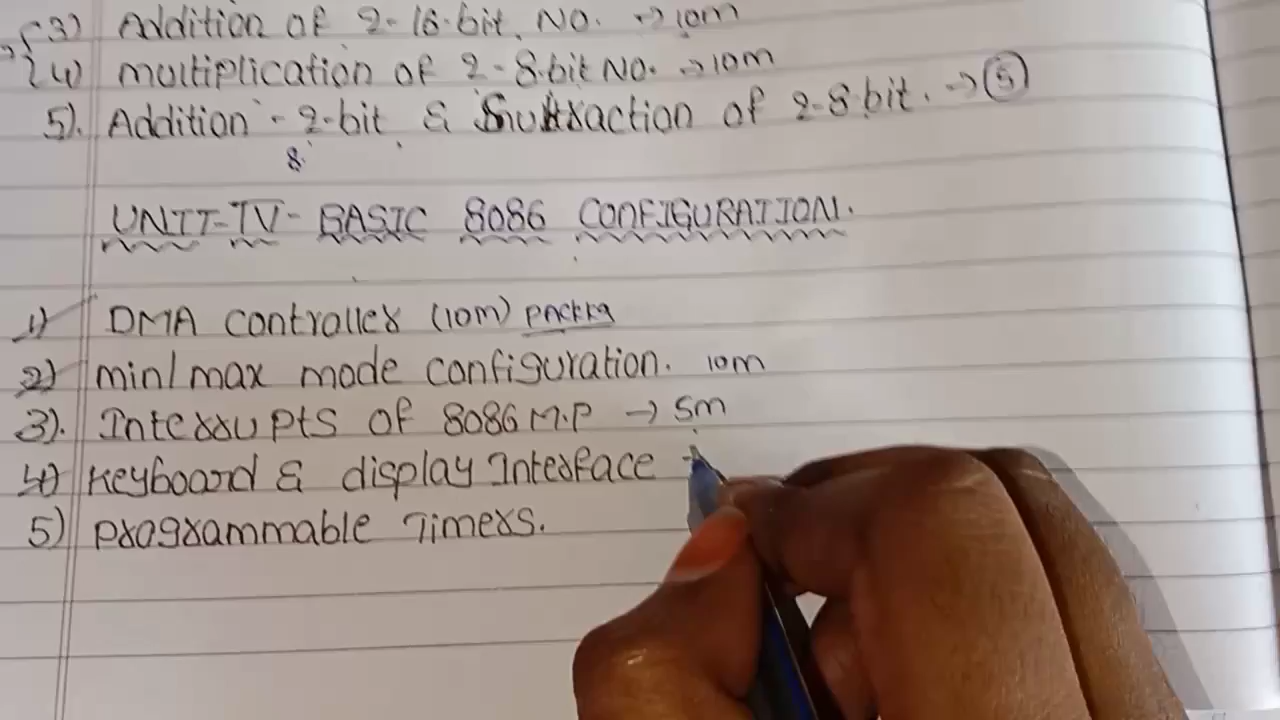 3) Addition of 2-16-bit. No. → 10m
4) multiplication of 2-8-bit No. → 10m
5). Addition - 2-bit & Subtraction of 2-8-bit. → 5
8
UNIT-IV- BASIC 8086 CONFIGURATION.
1) DMA Controller (10m) pakka
2) min/max mode configuration. 10m
3). Interrupts of 8086 M.P → 5m
4) Keyboard & display Interface
5) Programmable Timers.